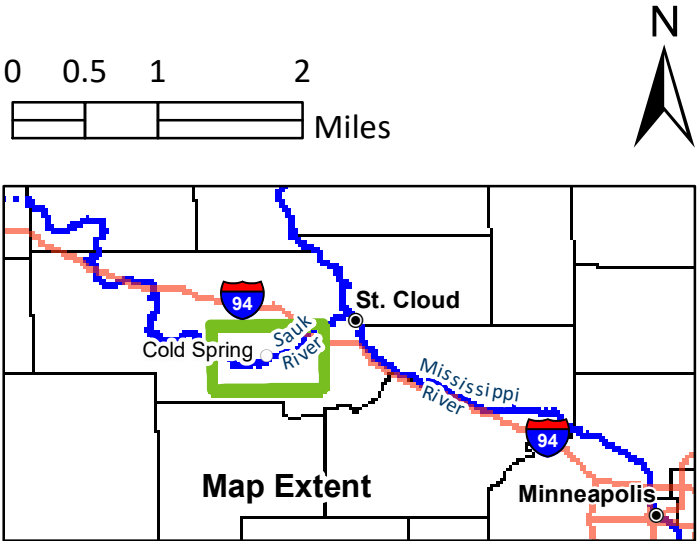 N
0 0.5 1 2
Miles
94
St. Cloud
Sauk
River
Cold Spring
Mississippi
River
94
Map Extent
Minneapolis